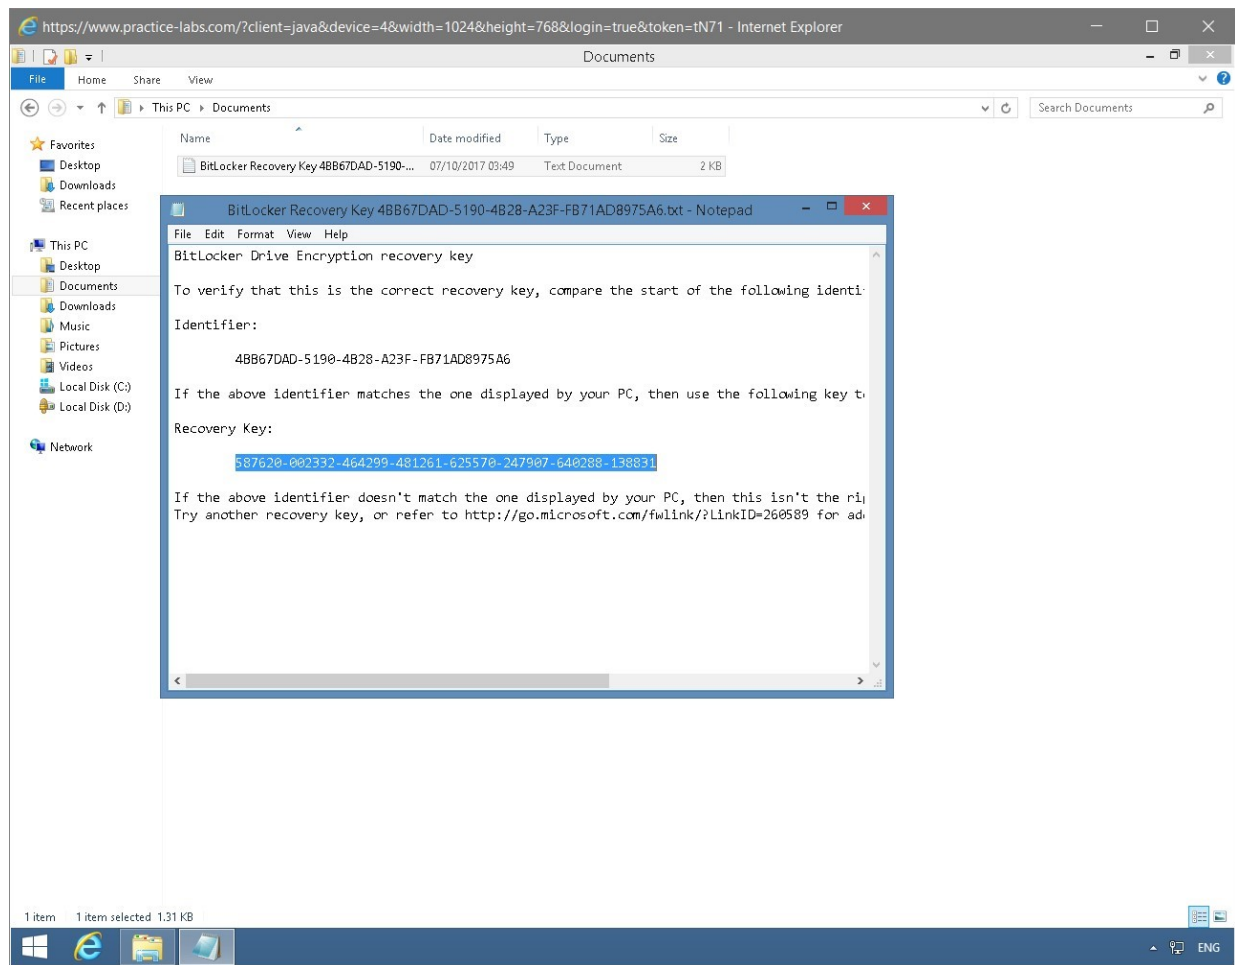 https://www.practice-labs.com/?client=java&device=4&width=1024&height=768&login=true&token=tN71 - Internet Explorer
Documents
File Home Share View
This PC Documents
Search Documents
Name Date modified Type Size
BitLocker Recovery Key 4BB67DAD-5190-... 07/10/2017 03:49 Text Document 2 KB
Favorites
Desktop
Downloads
Recent places
This PC
Desktop
Documents
Downloads
Music
Pictures
Videos
Local Disk (C:)
Local Disk (D:)
Network
BitLocker Recovery Key 4BB67DAD-5190-4B28-A23F-FB71AD8975A6.txt - Notepad
File Edit Format View Help
BitLocker Drive Encryption recovery key
To verify that this is the correct recovery key, compare the start of the following identi
Identifier:
4BB67DAD-5190-4B28-A23F-FB71AD8975A6
If the above identifier matches the one displayed by your PC, then use the following key t
Recovery Key:
587620-002332-464299-481261-625570-247907-640288-138831
If the above identifier doesn't match the one displayed by your PC, then this isn't the ri
Try another recovery key, or refer to http://go.microsoft.com/fwlink/?LinkID=260589 for ad
1 item 1 item selected 1.31 KB
ENG